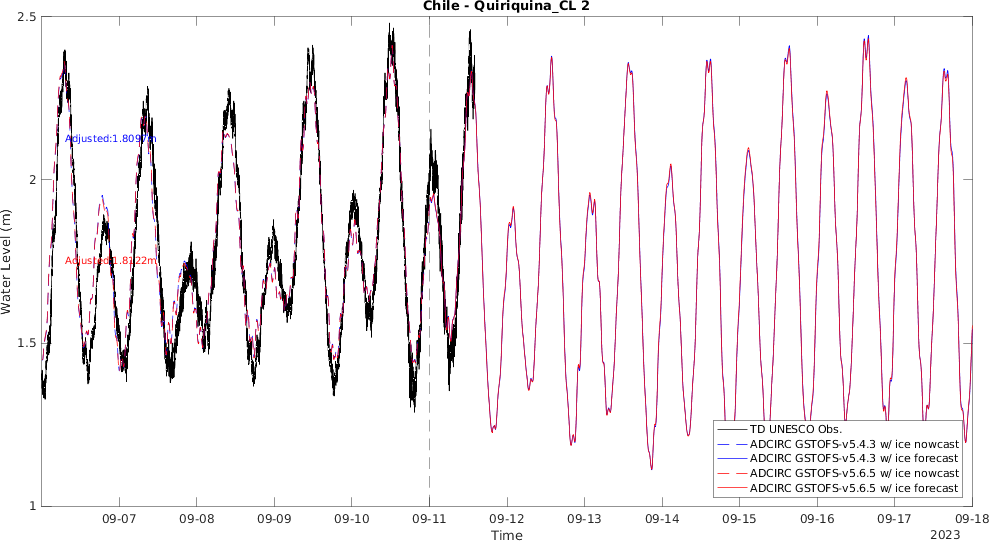 Chile - Quiriquina_CL 2
2.5
2
1.5
1
Water Level (m)
Adjusted:1.8097m
Adjusted:1.8122m
TD UNESCO Obs.
ADCIRC GSTOFS-v5.4.3 w/ ice nowcast
ADCIRC GSTOFS-v5.4.3 w/ ice forecast
ADCIRC GSTOFS-v5.6.5 w/ ice nowcast
ADCIRC GSTOFS-v5.6.5 w/ ice forecast
09-07 09-08 09-09 09-10 09-11 09-12 09-13 09-14 09-15 09-16 09-17 09-18
Time
2023